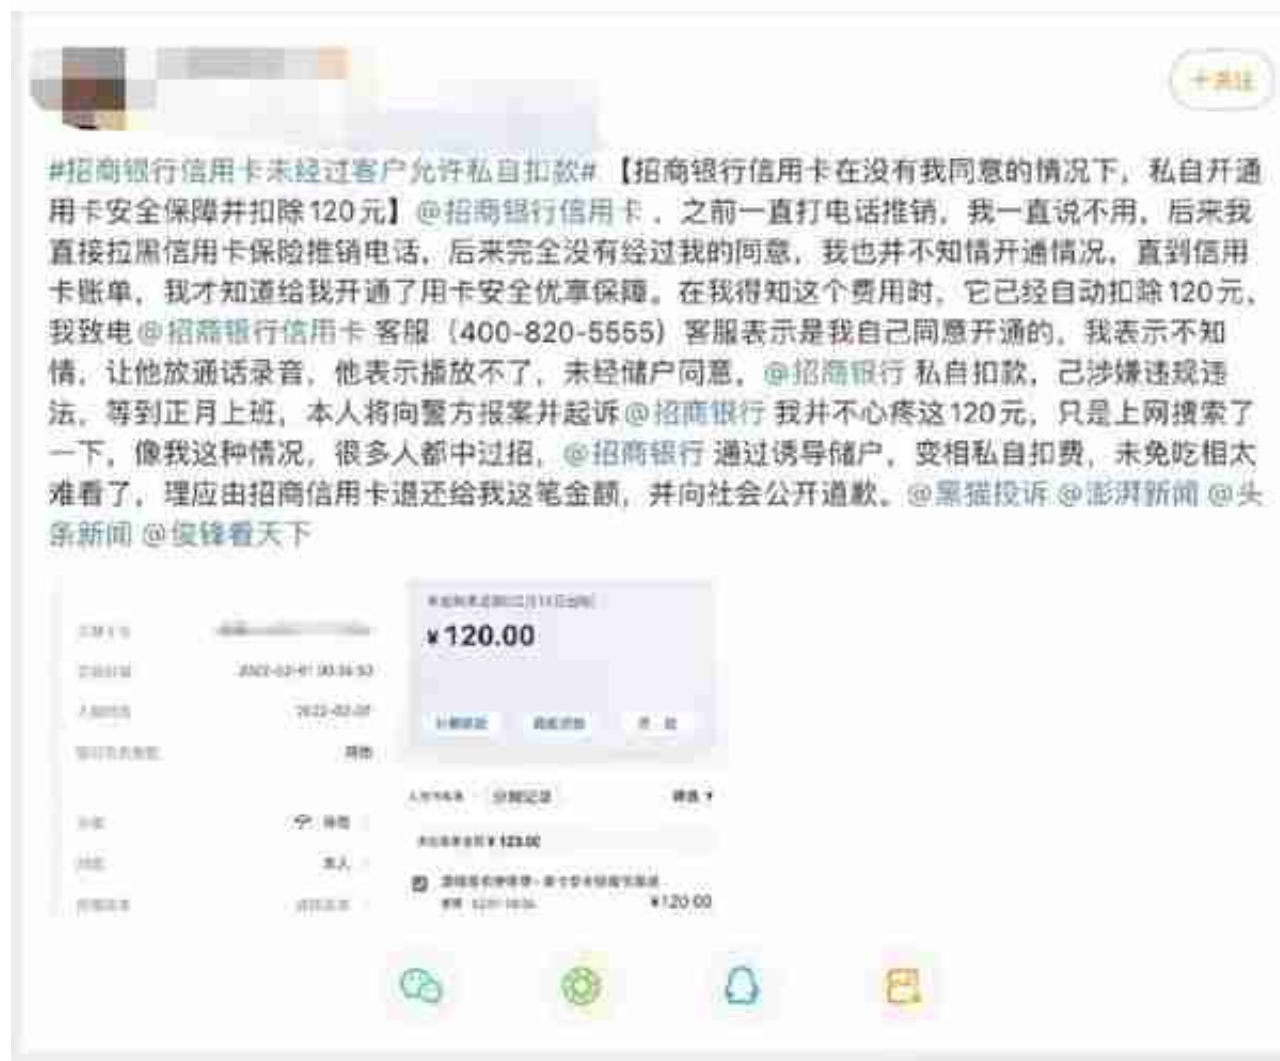 +关注
#招商银行信用卡未经过客户允许私自扣款# 【招商银行信用卡在没有我同意的情况下，私自开通
用卡安全保障并扣除120元】@招商银行信用卡 ，之前一直打电话推销，我一直说不用，后来我
直接拉黑信用卡保险推销电话，后来完全没有经过我的同意，我也并不知情开通情况，直到信用
卡账单，我才知道给我开通了用卡安全优享保障。在我得知这个费用时，它已经自动扣除120元，
我致电@招商银行信用卡 客服（400-820-5555）客服表示是我自己同意开通的，我表示不知
情，让他放通话录音，他表示播放不了，未经储户同意，@招商银行 私自扣款，己涉嫌违规违
法，等到正月上班，本人将向警方报案并起诉@招商银行 我并不心疼这120元，只是上网搜索了
一下，像我这种情况，很多人都中过招，@招商银行 通过诱导储户，变相私自扣费，未免吃相太
难看了，理应由招商信用卡退还给我这笔金额，并向社会公开道歉。@黑猫投诉 @澎湃新闻 @头
条新闻 @俊锋看天下
¥120.00
分期记录
¥123.00
本人
¥120.00